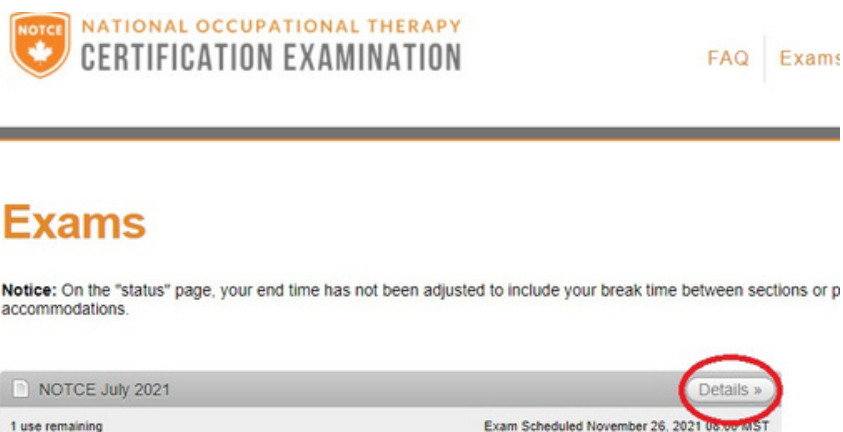 NOTCE
NATIONAL OCCUPATIONAL THERAPY
CERTIFICATION EXAMINATION
FAQ
Exams
Exams
Notice: On the "status" page, your end time has not been adjusted to include your break time between sections or p
accommodations.
NOTCE July 2021
Details »
1 use remaining
Exam Scheduled November 26, 2021 08:00 MST